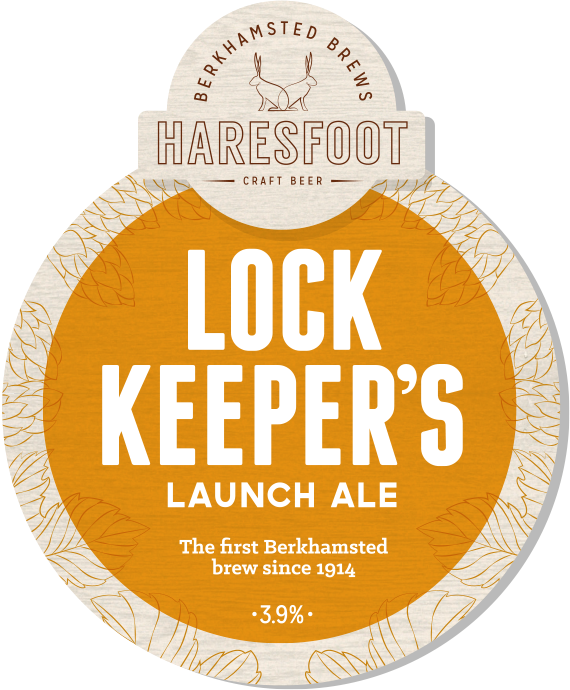 BERKHAMSTED BREWS
HARESFOOT
CRAFT BEER
LOCK
KEEPER'S
LAUNCH ALE
The first Berkhamsted
brew since 1914
·3.9%·